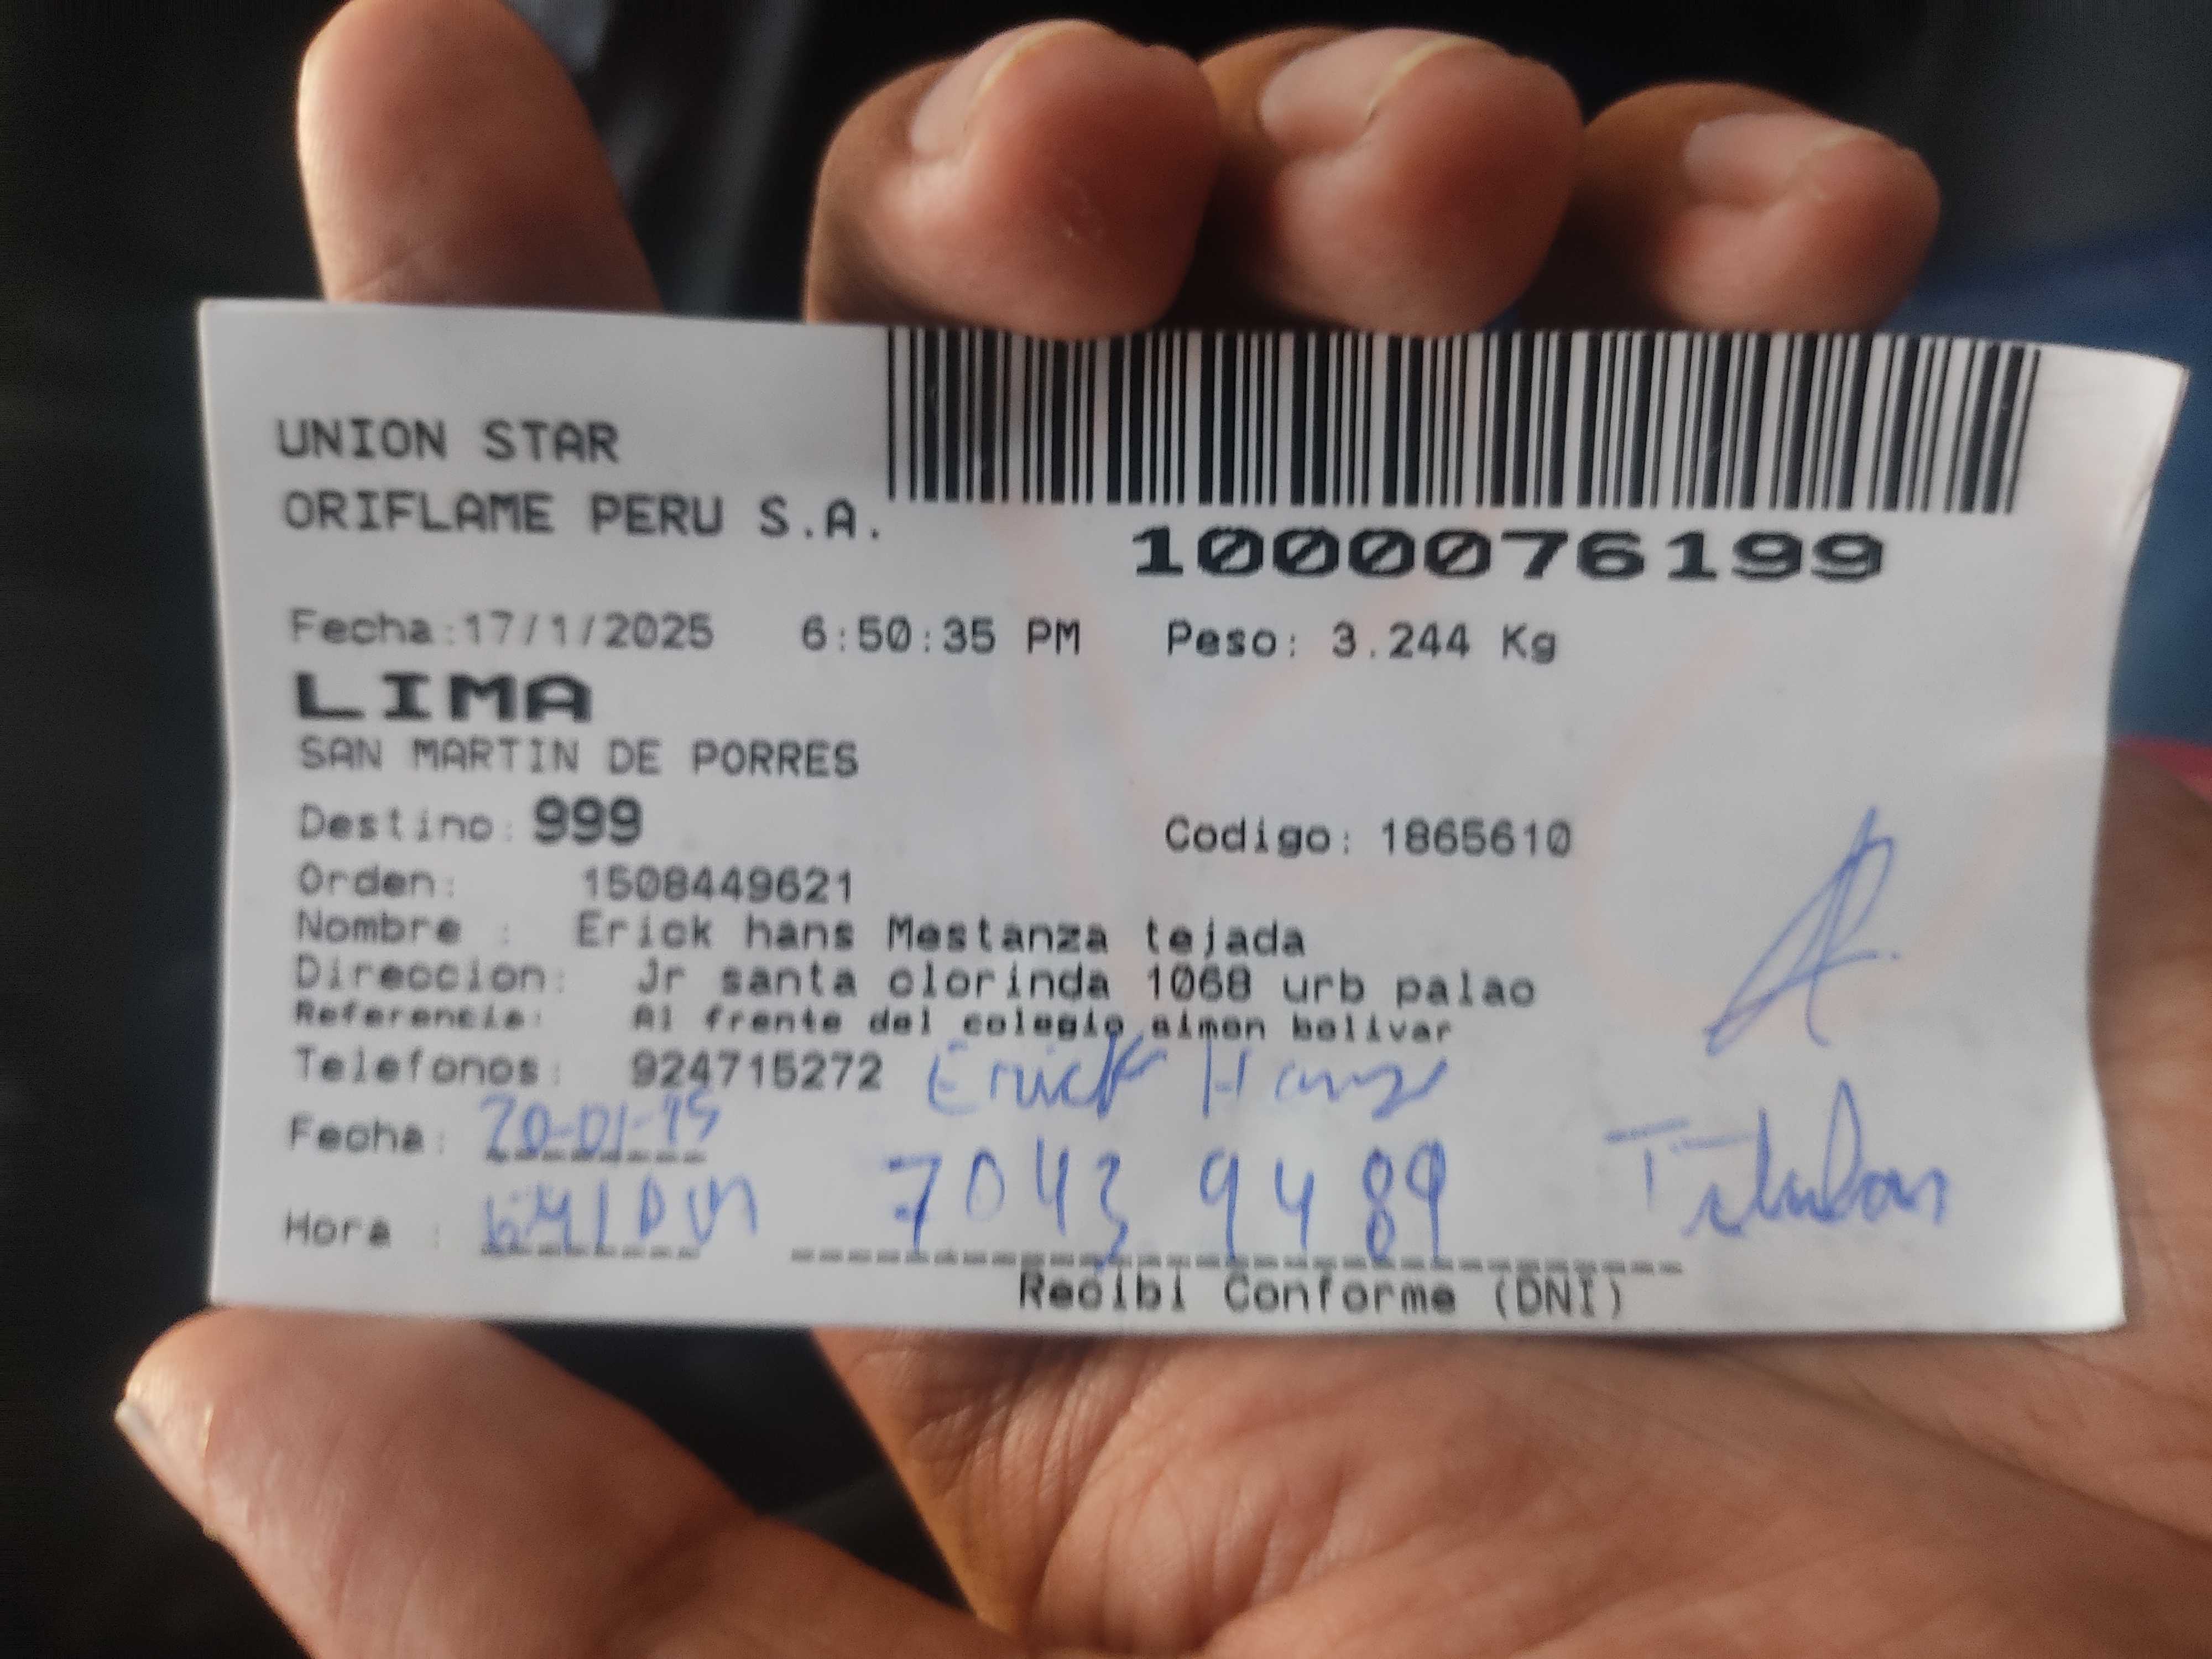 UNION STAR
ORIFLAME PERU S.A.
1000076199
Fecha:17/1/2025 6:50:35 PM Peso: 3.244 Kg
LIMA
SAN MARTIN DE PORRES
Destino: 999 Codigo: 1865610
Orden: 1508449621
Nombre : Erick hans Mestanza tejada
Direccion: Jr santa clorinda 1068 urb palao
Referencia: Al frente del colegio simon bolivar
Telefonos: 924715272 Erick Hans
Fecha: 20-01-25
Hora : 7043 9489
Recibi Conforme (DNI)